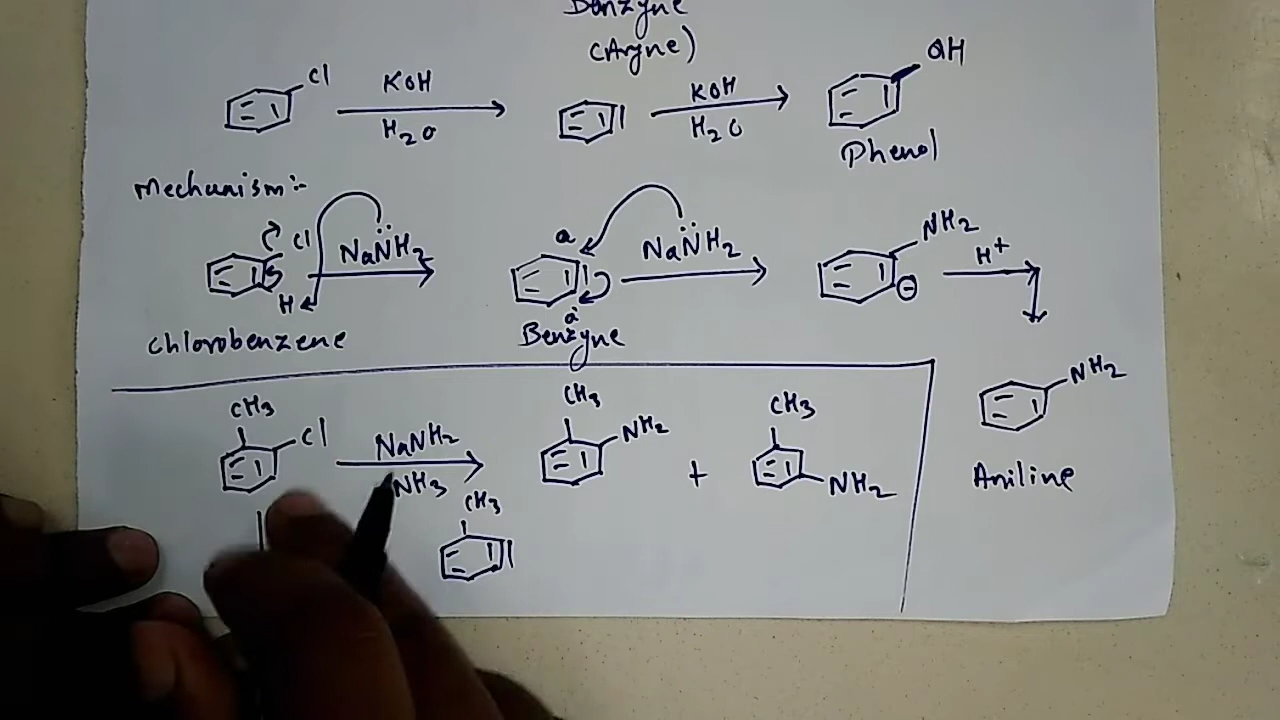 Benzyne
(Aryne)
Cl KOH H2O KOH H2O OH
Phenol
Mechanism:-
Cl H NaNH2 a a' NaNH2 NH2 ⊖ H+
Chlorobenzene Benzyne
CH3 Cl NaNH2 NH3 CH3 NH2 + CH3 NH2
NH2
Aniline
CH3